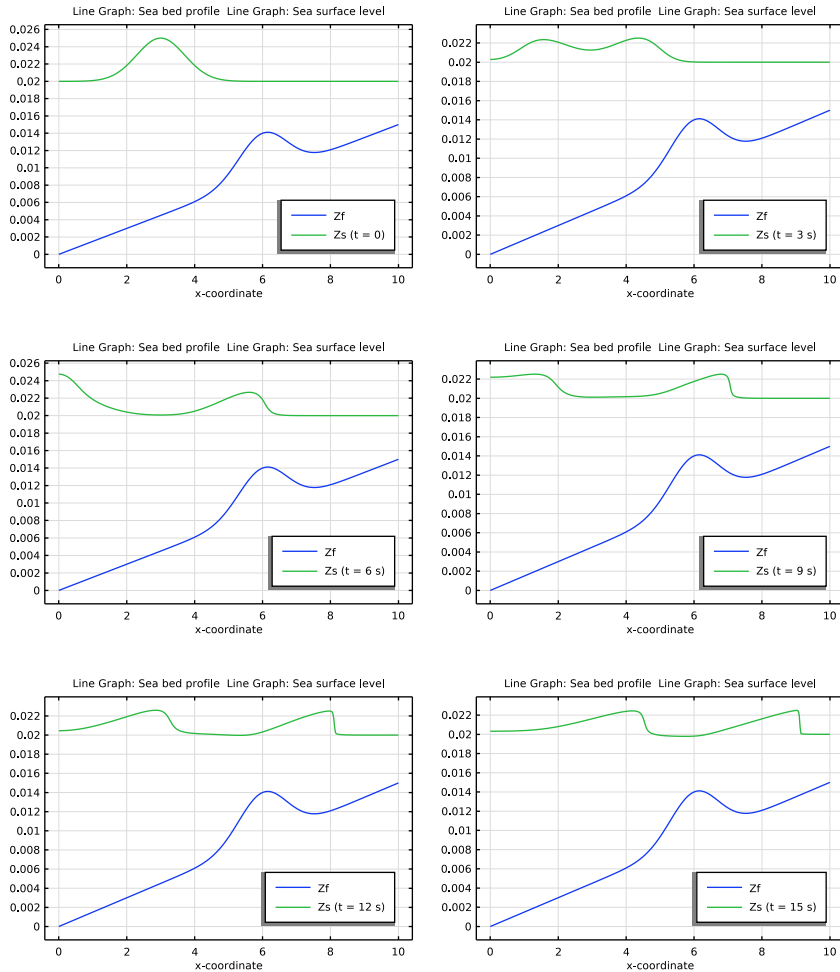 Line Graph: Sea bed profile  Line Graph: Sea surface level
0.026
0.024
0.022
0.02
0.018
0.016
0.014
0.012
0.01
0.008
0.006
0.004
0.002
0
Zf
Zs (t = 0)
0 2 4 6 8 10
x-coordinate
Line Graph: Sea bed profile  Line Graph: Sea surface level
0.022
0.02
0.018
0.016
0.014
0.012
0.01
0.008
0.006
0.004
0.002
0
Zf
Zs (t = 3 s)
0 2 4 6 8 10
x-coordinate
Line Graph: Sea bed profile  Line Graph: Sea surface level
0.026
0.024
0.022
0.02
0.018
0.016
0.014
0.012
0.01
0.008
0.006
0.004
0.002
0
Zf
Zs (t = 6 s)
0 2 4 6 8 10
x-coordinate
Line Graph: Sea bed profile  Line Graph: Sea surface level
0.022
0.02
0.018
0.016
0.014
0.012
0.01
0.008
0.006
0.004
0.002
0
Zf
Zs (t = 9 s)
0 2 4 6 8 10
x-coordinate
Line Graph: Sea bed profile  Line Graph: Sea surface level
0.022
0.02
0.018
0.016
0.014
0.012
0.01
0.008
0.006
0.004
0.002
0
Zf
Zs (t = 12 s)
0 2 4 6 8 10
x-coordinate
Line Graph: Sea bed profile  Line Graph: Sea surface level
0.022
0.02
0.018
0.016
0.014
0.012
0.01
0.008
0.006
0.004
0.002
0
Zf
Zs (t = 15 s)
0 2 4 6 8 10
x-coordinate